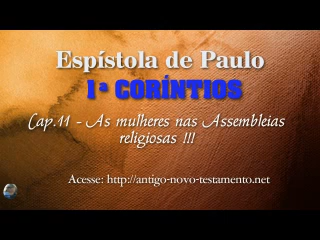 Espístola de Paulo
1ª CORÍNTIOS
Cap.11 - As mulheres nas Assembleias
religiosas !!!
Acesse: http://antigo-novo-testamento.net